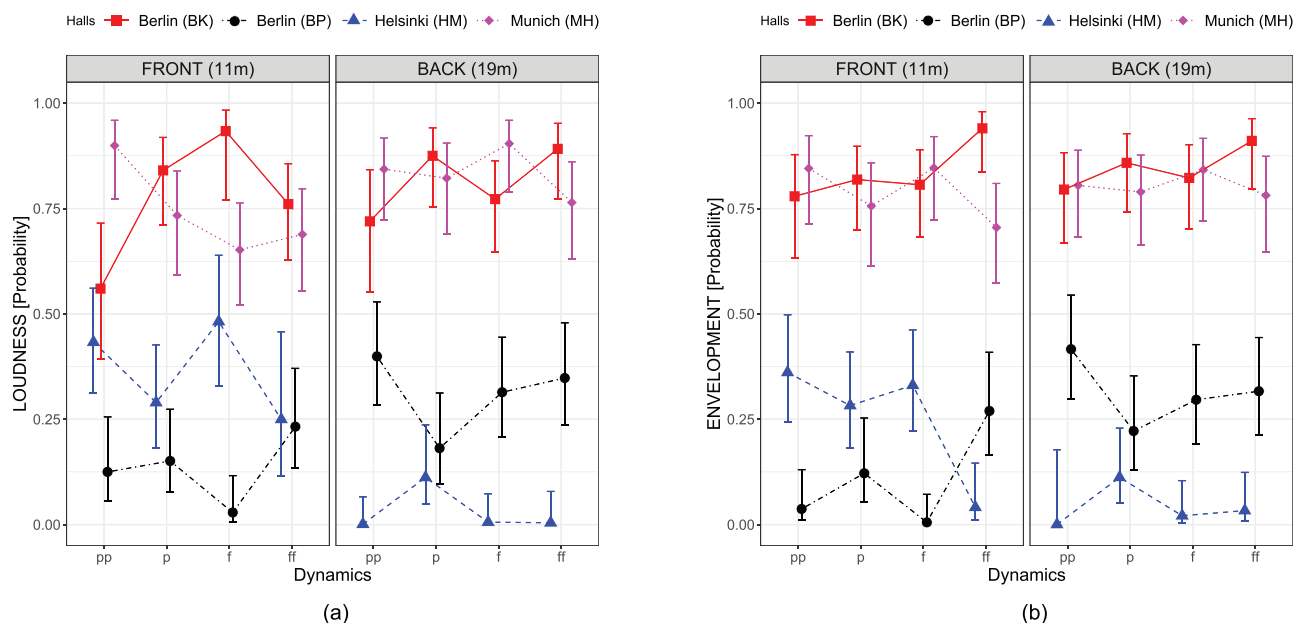 Halls Berlin (BK) Berlin (BP) Helsinki (HM) Munich (MH)
FRONT (11m) BACK (19m)
1.00
0.75
0.50
0.25
0.00
LOUDNESS [Probability]
pp p f ff pp p f ff
Dynamics
(a)
Halls Berlin (BK) Berlin (BP) Helsinki (HM) Munich (MH)
FRONT (11m) BACK (19m)
1.00
0.75
0.50
0.25
0.00
ENVELOPMENT [Probability]
pp p f ff pp p f ff
Dynamics
(b)